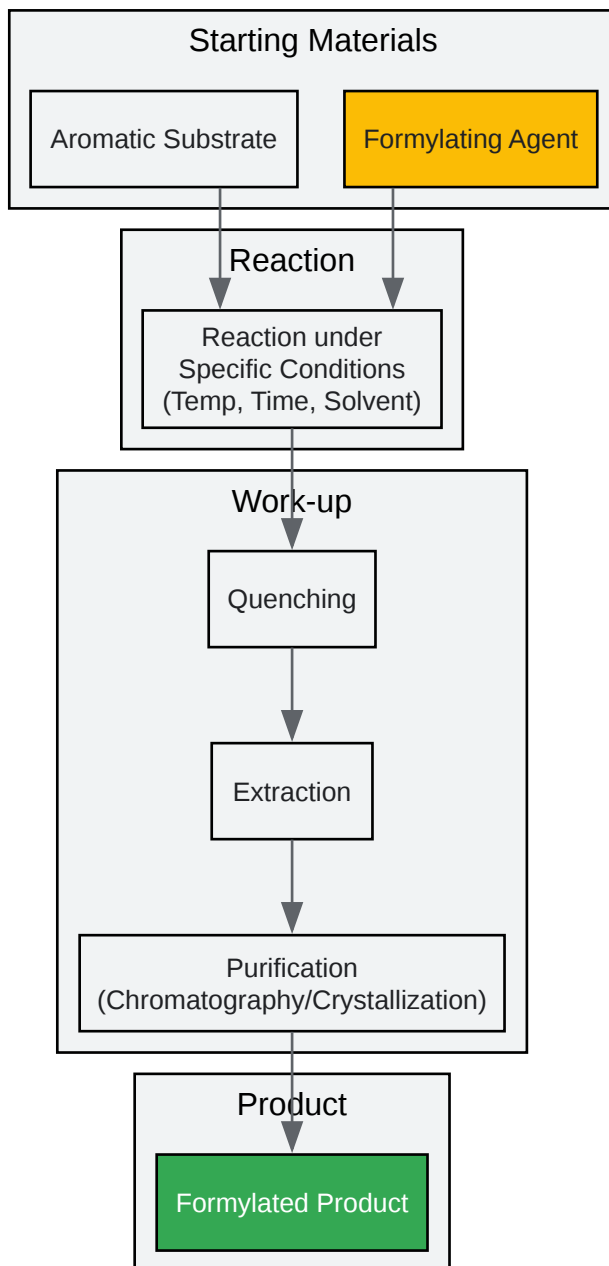 Starting Materials
Aromatic Substrate
Formylating Agent
Reaction
Reaction under
Specific Conditions
(Temp, Time, Solvent)
Work-up
Quenching
Extraction
Purification
(Chromatography/Crystallization)
Product
Formylated Product